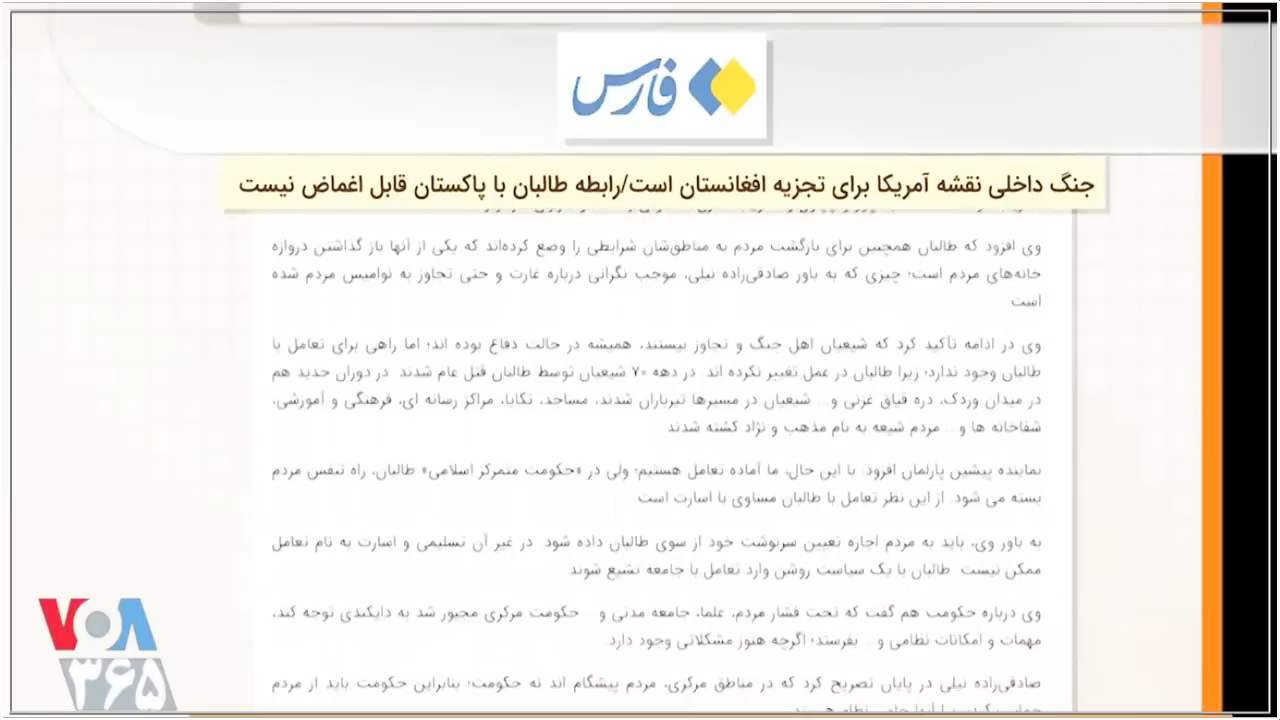 فارس
جنگ داخلی نقشه آمریکا برای تجزیه افغانستان است/رابطه طالبان با پاکستان قابل اغماض نیست
وی افزود که طالبان همچنین برای بازگشت مردم به مناطق‌شان شرایطی را وضع کرده‌اند که یکی از آنها باز گذاشتن دروازه
خانه‌های مردم است؛ چیزی که به باور صادقی‌زاده نیلی، موجب نگرانی درباره غارت و حتی تجاوز به نوامیس مردم شده
است
وی در ادامه تأکید کرد که شیعیان اهل جنگ و تجاوز نیستند، همیشه در حالت دفاع بوده اند؛ اما راهی برای تعامل با
طالبان وجود ندارد؛ زیرا طالبان در عمل تغییر نکرده اند. در دهه ۷۰ شیعیان توسط طالبان قتل عام شدند. در دوران جدید هم
در میدان وردک، دره قیاق غزنی و... شیعیان در مسیرها تیرباران شدند، مساجد، تکایا، مراکز رسانه ای، فرهنگی و آموزشی،
شفاخانه ها و... مردم شیعه به نام مذهب و نژاد کشته شدند
نماینده پیشین پارلمان افزود: با این حال، ما آماده تعامل هستیم؛ ولی در «حکومت متمرکز اسلامی» طالبان، راه تنفس مردم
بسته می شود. از این نظر تعامل با طالبان مساوی با اسارت است
به باور وی، باید به مردم اجازه تعیین سرنوشت خود از سوی طالبان داده شود. در غیر آن تسلیمی و اسارت به نام تعامل
ممکن نیست. طالبان با یک سیاست روشن وارد تعامل با جامعه تشیع شوند
وی درباره حکومت هم گفت که تحت فشار مردم، علما، جامعه مدنی و... حکومت مرکزی مجبور شد به دایکندی توجه کند،
مهمات و امکانات نظامی و... بفرستد؛ اگرچه هنوز مشکلاتی وجود دارد.
صادقی‌زاده نیلی در پایان تصریح کرد که در مناطق مرکزی، مردم پیشگام اند نه حکومت؛ بنابراین حکومت باید از مردم
VOA
۳۶۵